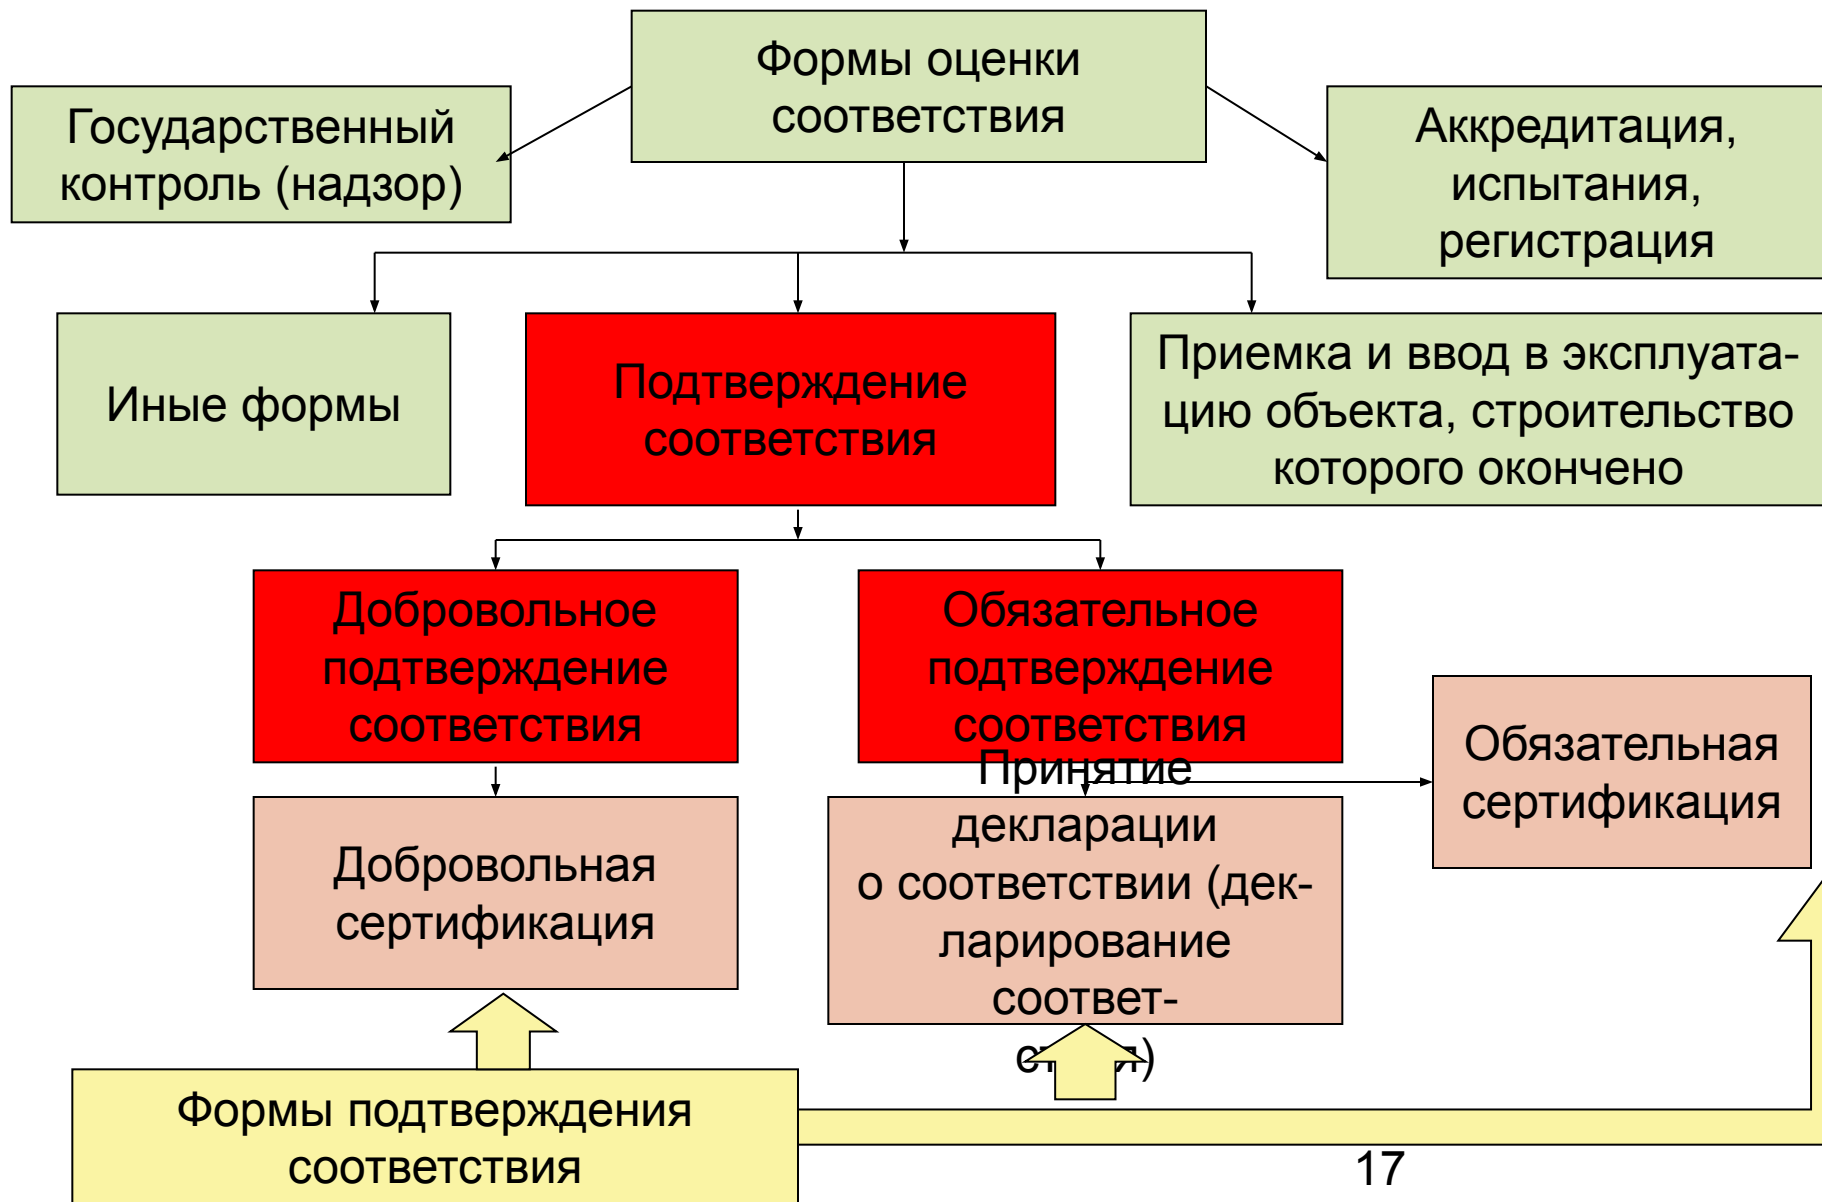 Формы оценки
соответствия
Государственный
контроль (надзор)
Аккредитация,
испытания,
регистрация
Иные формы
Подтверждение
соответствия
Приемка и ввод в эксплуата-
цию объекта, строительство
которого окончено
Добровольное
подтверждение
соответствия
Обязательное
подтверждение
соответствия
Обязательная
сертификация
Добровольная
сертификация
Принятие
декларации
о соответствии (дек-
ларирование
соответ-
ствия)
Формы подтверждения
соответствия
17